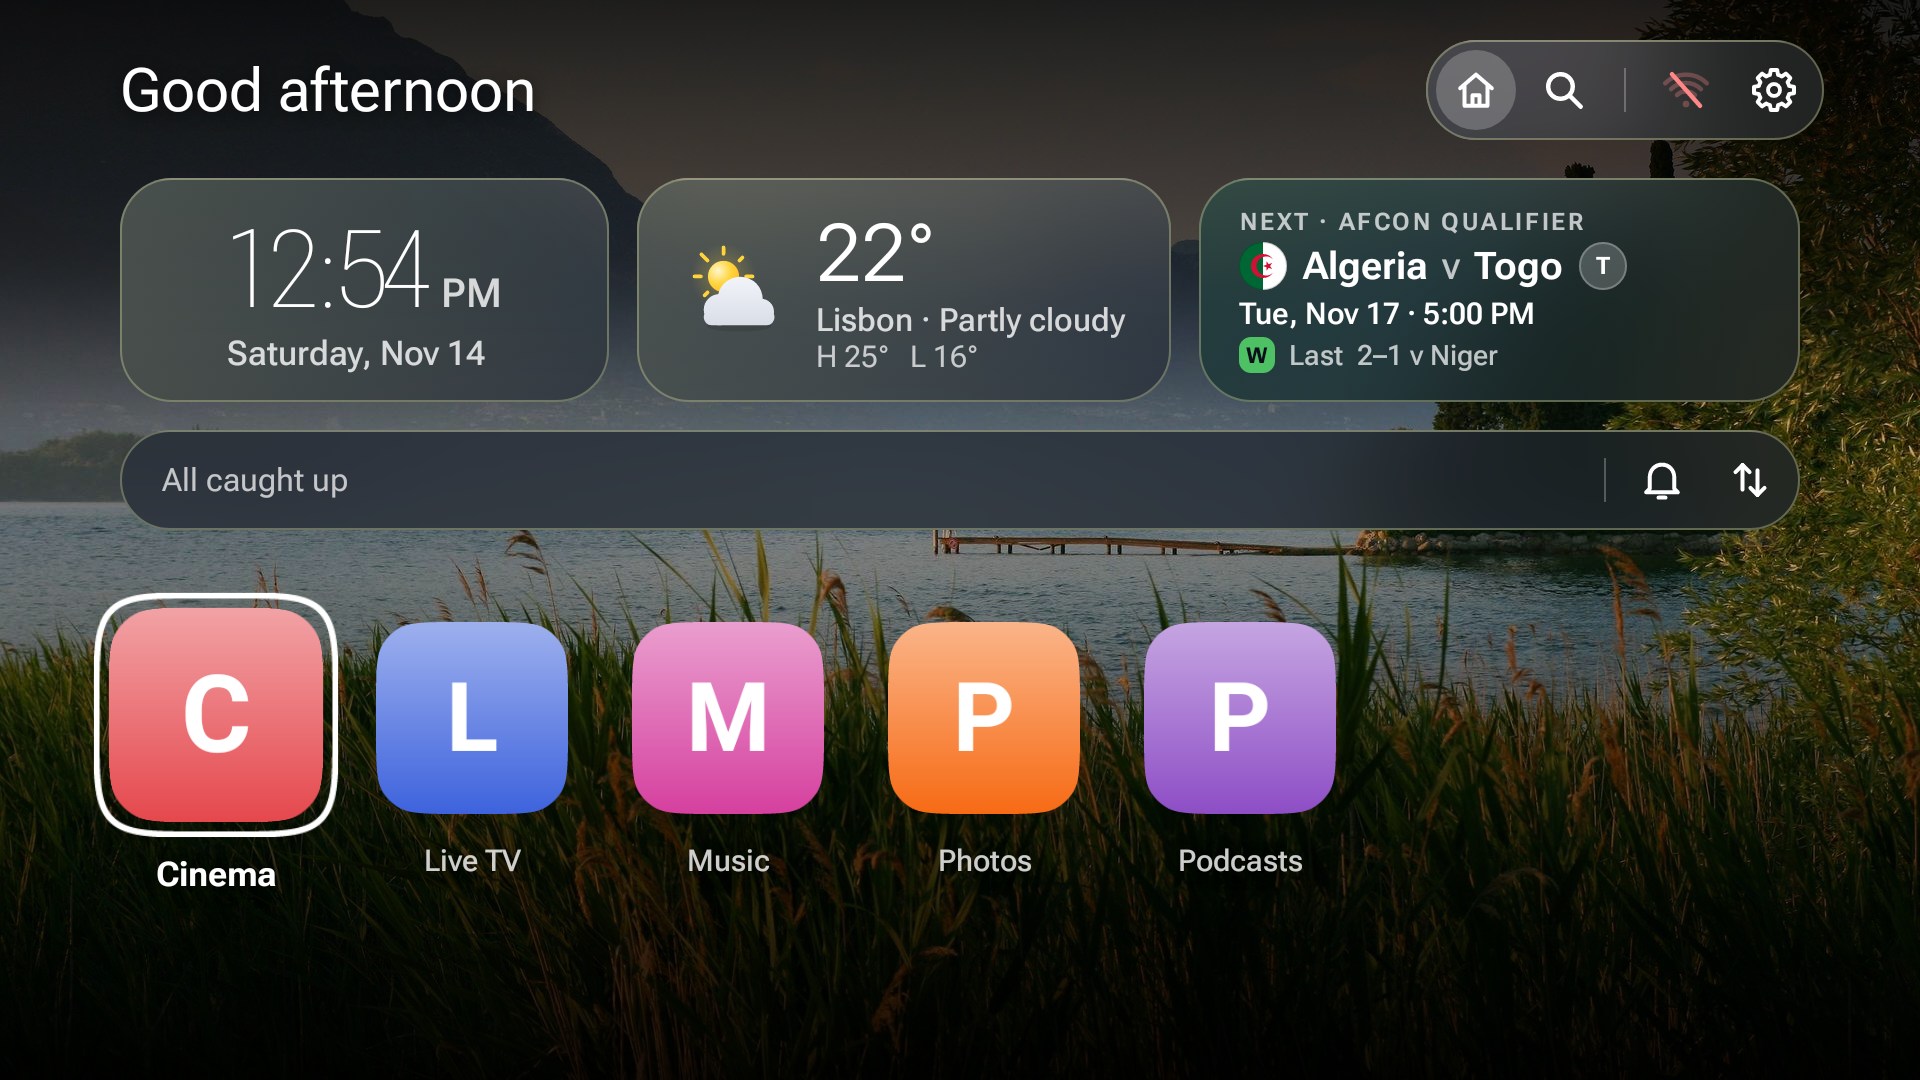 Good afternoon
12:54 PM
Saturday, Nov 14
22°
Lisbon · Partly cloudy
H 25° L 16°
NEXT · AFCON QUALIFIER
Algeria v Togo T
Tue, Nov 17 · 5:00 PM
W Last 2–1 v Niger
All caught up
C
L
M
P
P
Cinema
Live TV
Music
Photos
Podcasts